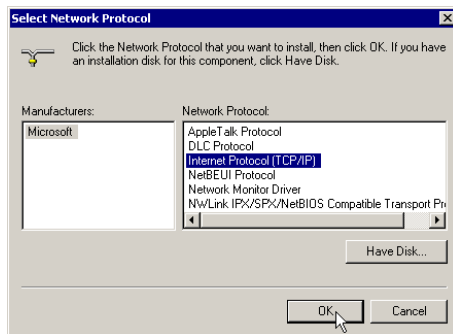 Select Network Protocol
Click the Network Protocol that you want to install, then click OK. If you have
an installation disk for this component, click Have Disk.
Manufacturers:
Microsoft
Network Protocol:
AppleTalk Protocol
DLC Protocol
Internet Protocol (TCP/IP)
NetBEUI Protocol
Network Monitor Driver
NWLink IPX/SPX/NetBIOS Compatible Transport
Have Disk...
OK
Cancel